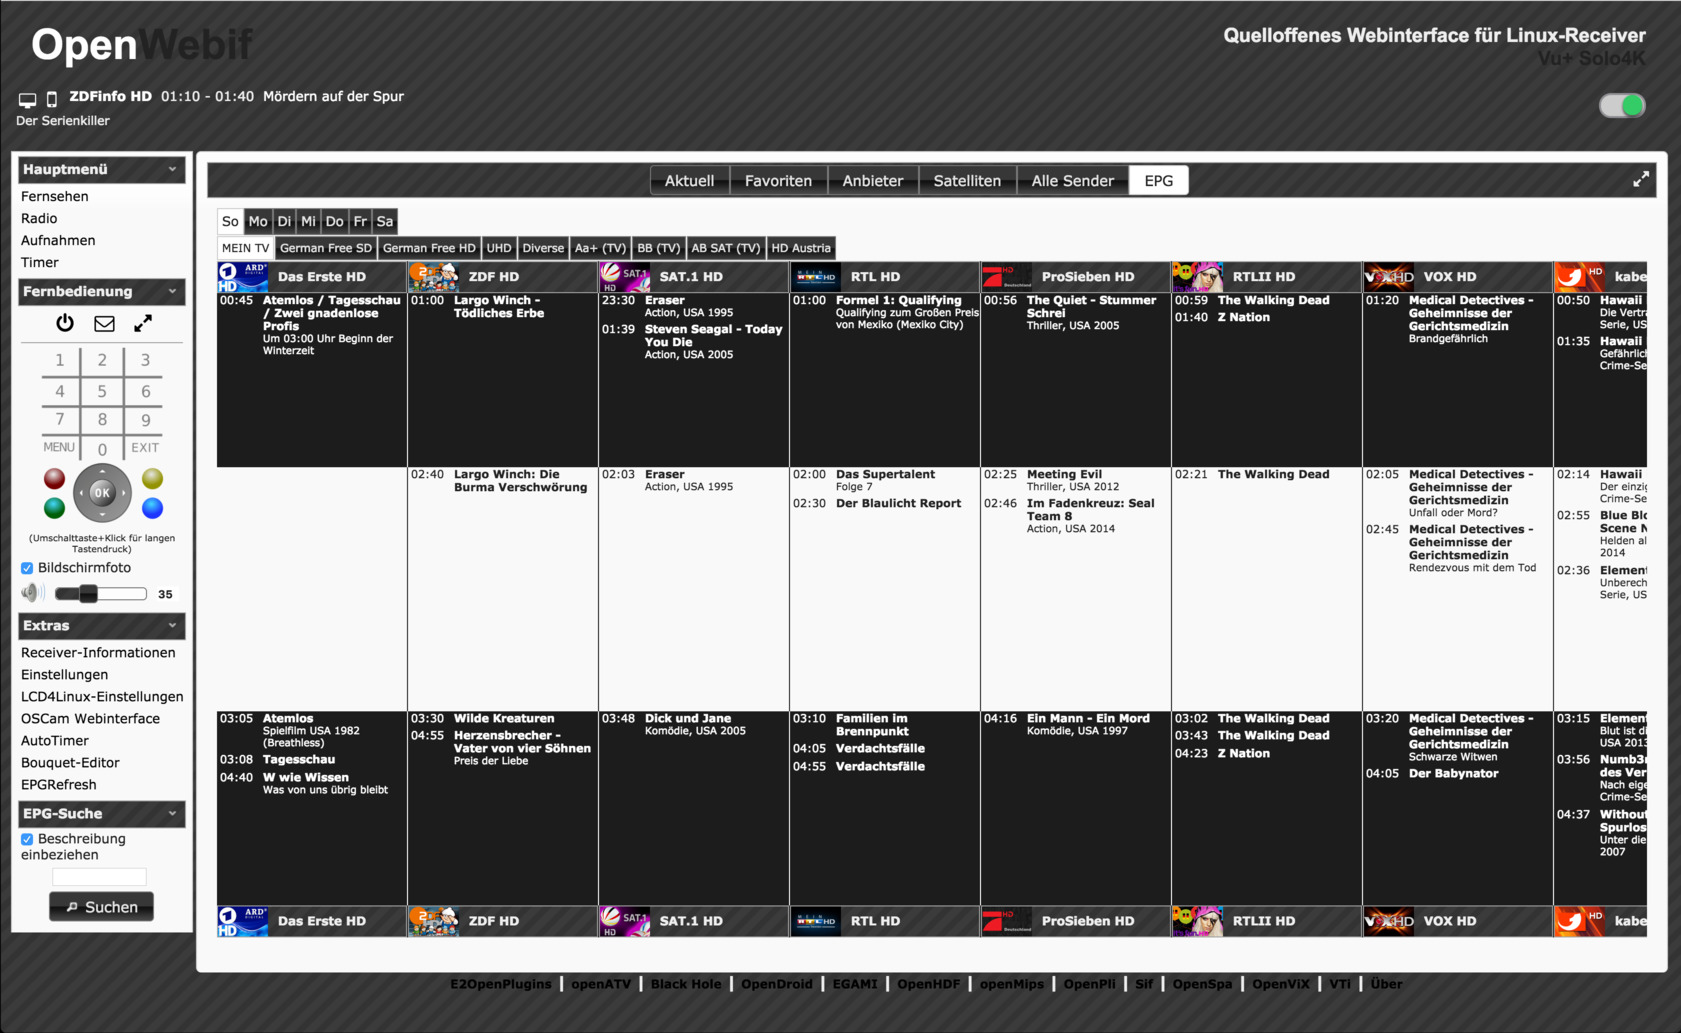 OpenWebif
Quelloffenes Webinterface für Linux-Receiver
Vu+ Solo4K
ZDFinfo HD 01:10 - 01:40 Mördern auf der Spur
Der Serienkiller
Hauptmenü
Fernsehen
Radio
Aufnahmen
Timer
Fernbedienung
1 2 3
4 5 6
7 8 9
MENU 0 EXIT
OK
(Umschalttaste+Klick für langen
Tastendruck)
Bildschirmfoto
35
Extras
Receiver-Informationen
Einstellungen
LCD4Linux-Einstellungen
OSCam Webinterface
AutoTimer
Bouquet-Editor
EPGRefresh
EPG-Suche
Beschreibung
einbeziehen
Suchen
Aktuell Favoriten Anbieter Satelliten Alle Sender EPG
So Mo Di Mi Do Fr Sa
MEIN TV German Free SD German Free HD UHD Diverse Aa+ (TV) BB (TV) AB SAT (TV) HD Austria
Das Erste HD ZDF HD SAT.1 HD RTL HD ProSieben HD RTLII HD VOX HD kabe
00:45 Atemlos / Tagesschau
/ Zwei gnadenlose
Profis
Um 03:00 Uhr Beginn der
Winterzeit
01:00 Largo Winch -
Tödliches Erbe
23:30 Eraser
Action, USA 1995
01:39 Steven Seagal - Today
You Die
Action, USA 2005
01:00 Formel 1: Qualifying
Qualifying zum Großen Preis
von Mexiko (Mexiko City)
00:56 The Quiet - Stummer
Schrei
Thriller, USA 2005
00:59 The Walking Dead
01:40 Z Nation
01:20 Medical Detectives -
Geheimnisse der
Gerichtsmedizin
Brandgefährlich
00:50 Hawaii
Die Vertra
Serie, US
01:35 Hawaii
Gefährlich
Crime-Se
02:40 Largo Winch: Die
Burma Verschwörung
02:03 Eraser
Action, USA 1995
02:00 Das Supertalent
Folge 7
02:30 Der Blaulicht Report
02:25 Meeting Evil
Thriller, USA 2012
02:46 Im Fadenkreuz: Seal
Team 8
Action, USA 2014
02:21 The Walking Dead
02:05 Medical Detectives -
Geheimnisse der
Gerichtsmedizin
Unfall oder Mord?
02:45 Medical Detectives -
Geheimnisse der
Gerichtsmedizin
Rendezvous mit dem Tod
02:14 Hawaii
Der einzig
Crime-Se
02:55 Blue Blo
Scene N
Helden al
2014
02:36 Element
Unberech
Serie, US
03:05 Atemlos
Spielfilm USA 1982
(Breathless)
03:08 Tagesschau
04:40 W wie Wissen
Was von uns übrig bleibt
03:30 Wilde Kreaturen
04:55 Herzensbrecher -
Vater von vier Söhnen
Preis der Liebe
03:48 Dick und Jane
Komödie, USA 2005
03:10 Familien im
Brennpunkt
04:05 Verdachtsfälle
04:55 Verdachtsfälle
04:16 Ein Mann - Ein Mord
Komödie, USA 1997
03:02 The Walking Dead
03:43 The Walking Dead
04:23 Z Nation
03:20 Medical Detectives -
Geheimnisse der
Gerichtsmedizin
Schwarze Witwen
04:05 Der Babynator
03:15 Element
Blut ist di
USA 2013
03:56 Numb3r
des Ver
Nach eige
Crime-Se
04:37 Without
Spurlos
Unter die
2007
Das Erste HD ZDF HD SAT.1 HD RTL HD ProSieben HD RTLII HD VOX HD kabe
E2OpenPlugins | openATV | Black Hole | OpenDroid | EGAMI | OpenHDF | openMips | OpenPli | Sif | OpenSpa | OpenViX | VTi | Über